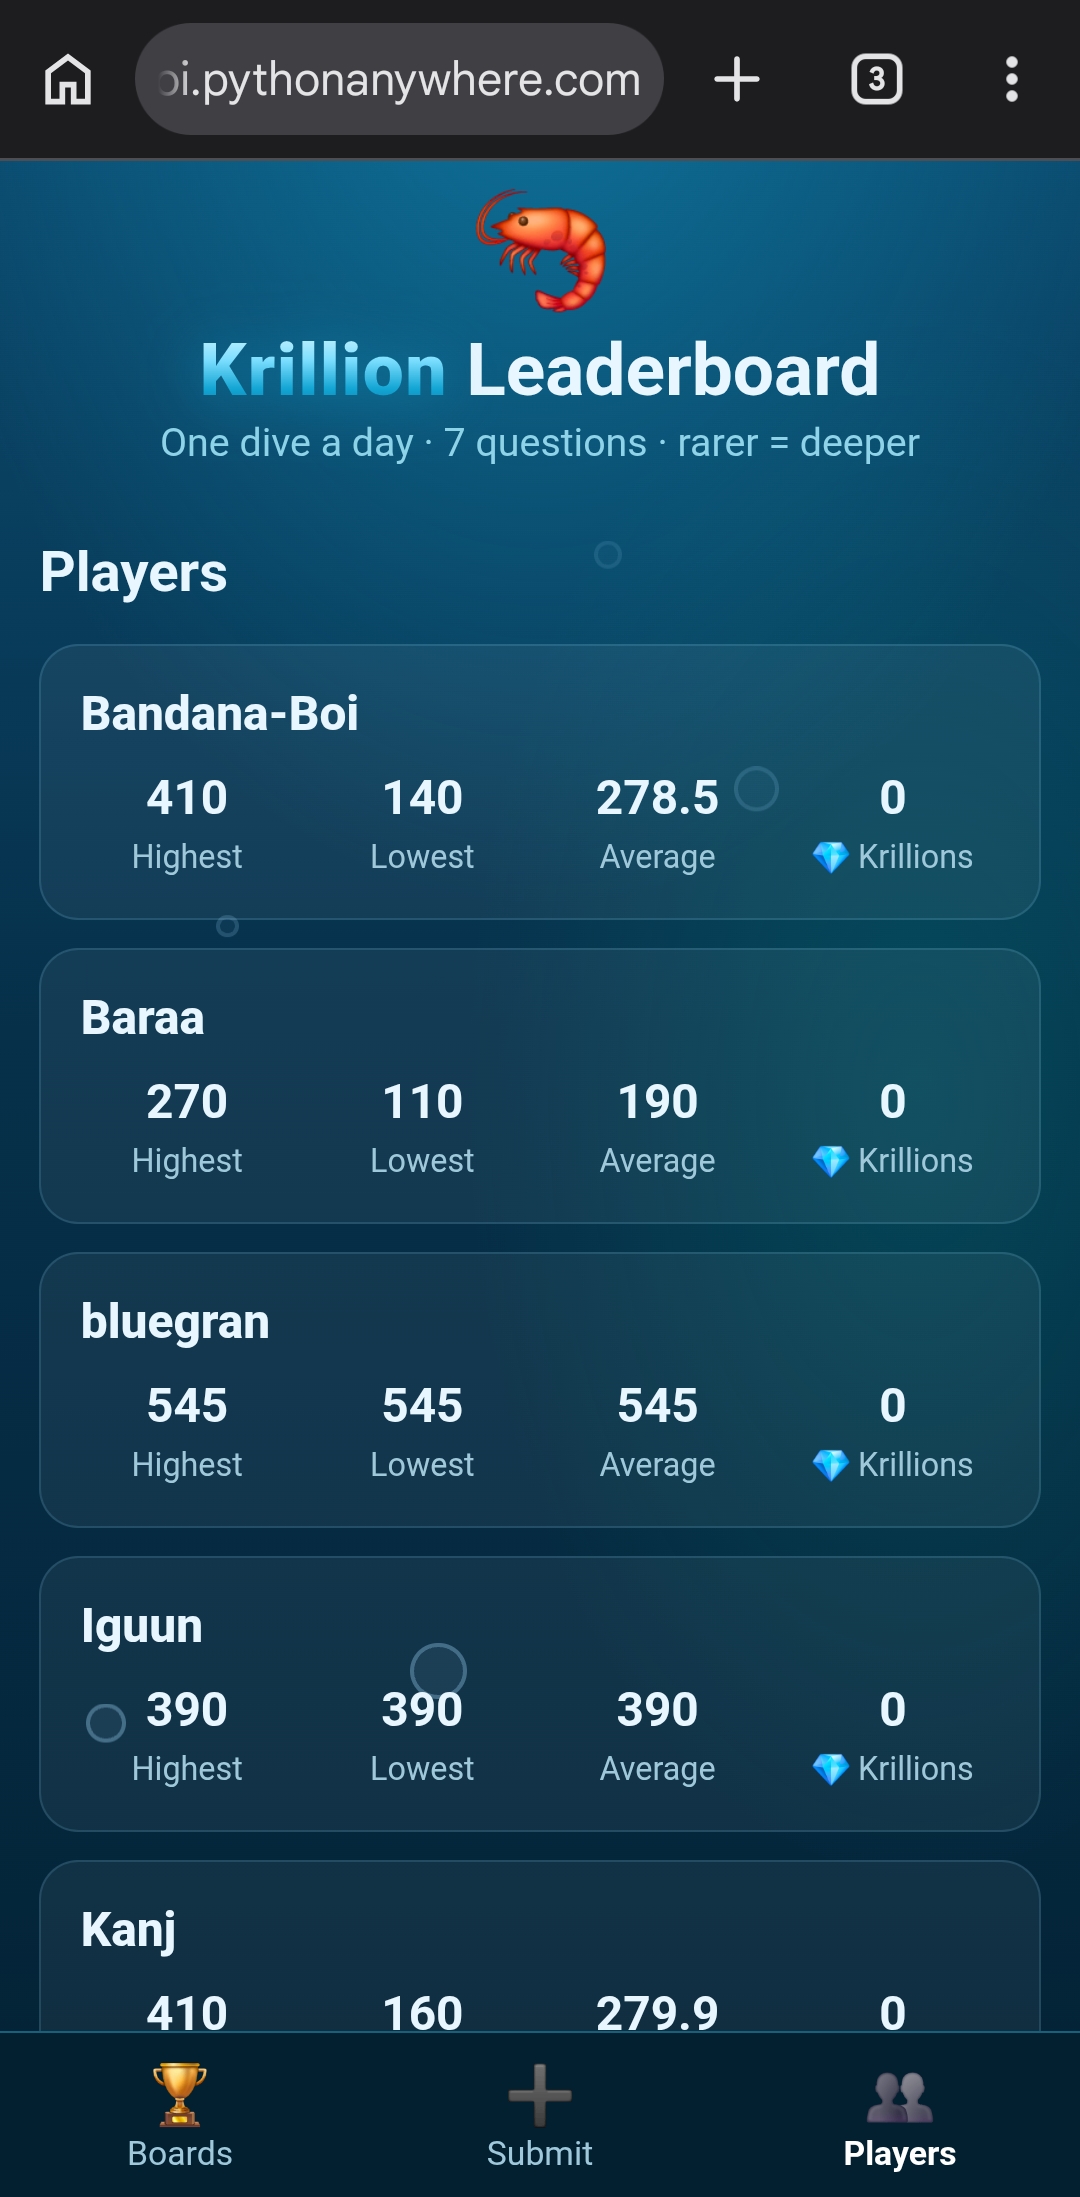 oi.pythonanywhere.com
3
Krillion Leaderboard
One dive a day · 7 questions · rarer = deeper
Players
Bandana-Boi
410 140 278.5 0
Highest Lowest Average 💎 Krillions
Baraa
270 110 190 0
Highest Lowest Average 💎 Krillions
bluegran
545 545 545 0
Highest Lowest Average 💎 Krillions
Iguun
390 390 390 0
Highest Lowest Average 💎 Krillions
Kanj
410 160 279.9 0
Boards Submit Players